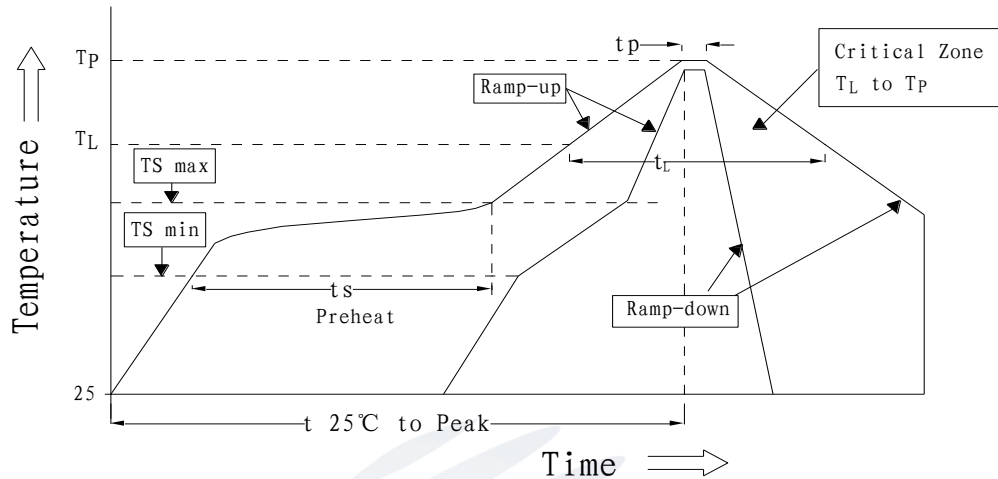 tp
TP
Critical Zone
TL to TP
Ramp-up
TL
TS max
tL
TS min
ts
Preheat
Ramp-down
25
t 25℃ to Peak
Time
Temperature